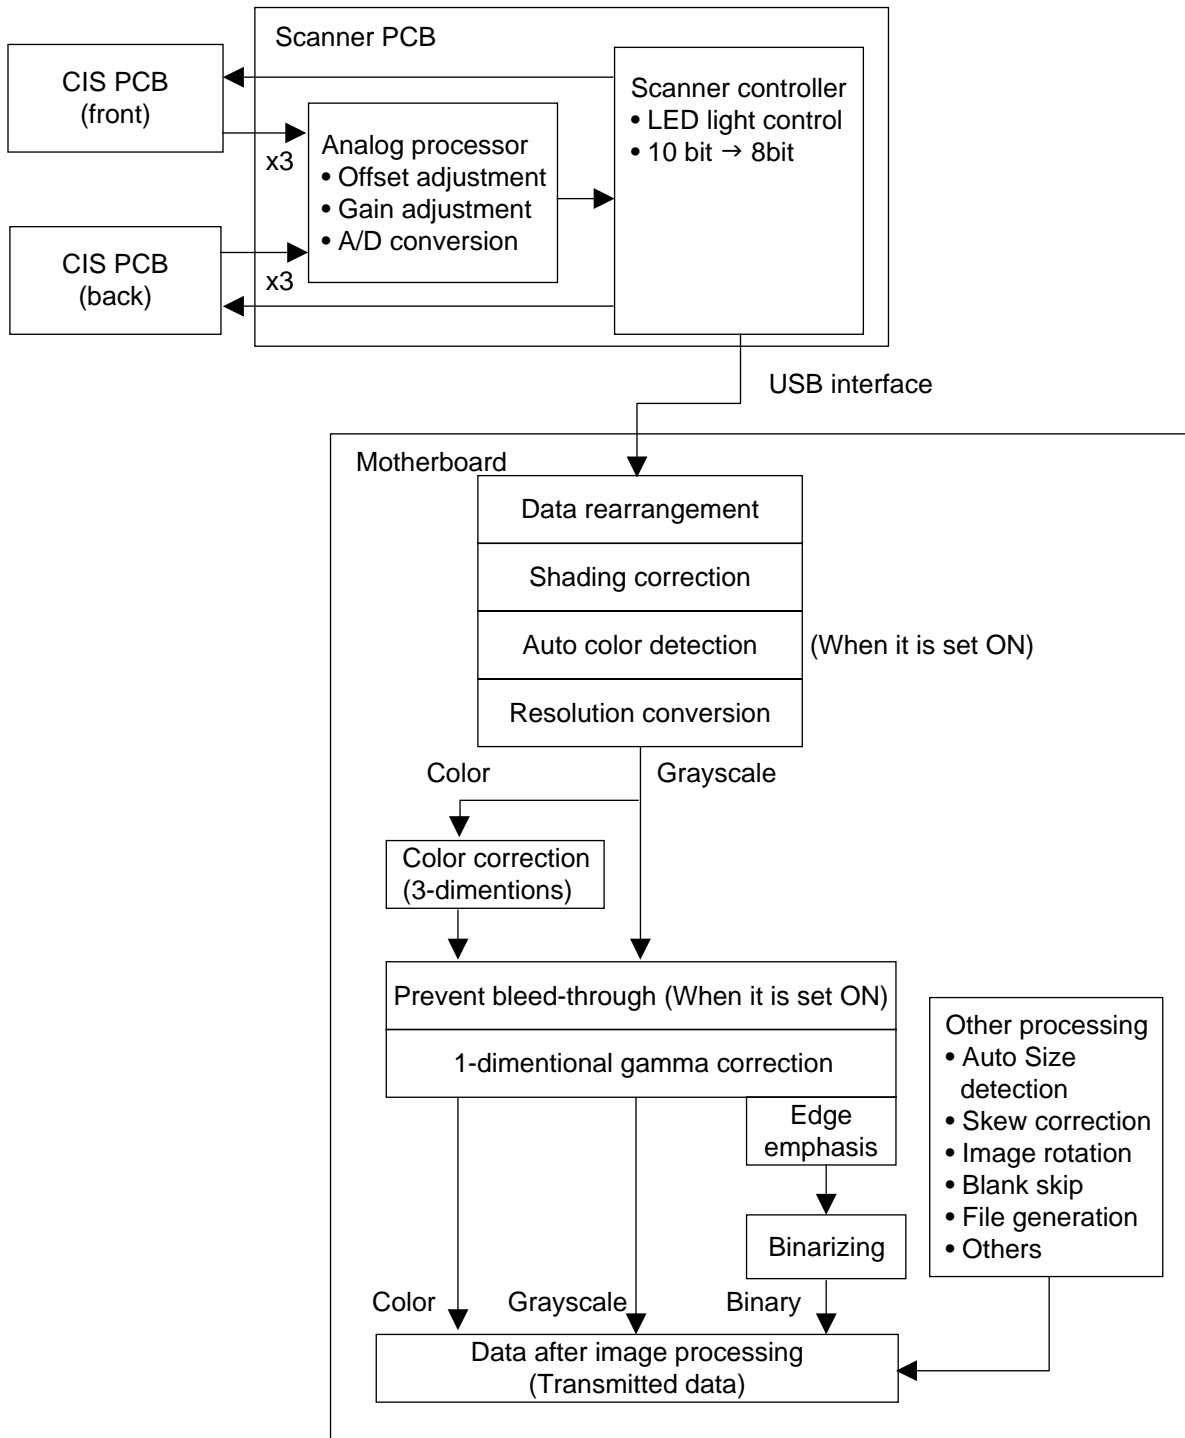 Scanner PCB
CIS PCB
(front)
x3
Analog processor
• Offset adjustment
• Gain adjustment
• A/D conversion
Scanner controller
• LED light control
• 10 bit → 8bit
CIS PCB
(back)
x3
USB interface
Motherboard
Data rearrangement
Shading correction
Auto color detection
(When it is set ON)
Resolution conversion
Color
Grayscale
Color correction
(3-dimentions)
Prevent bleed-through (When it is set ON)
1-dimentional gamma correction
Edge
emphasis
Binarizing
Color
Grayscale
Binary
Data after image processing
(Transmitted data)
Other processing
• Auto Size
detection
• Skew correction
• Image rotation
• Blank skip
• File generation
• Others